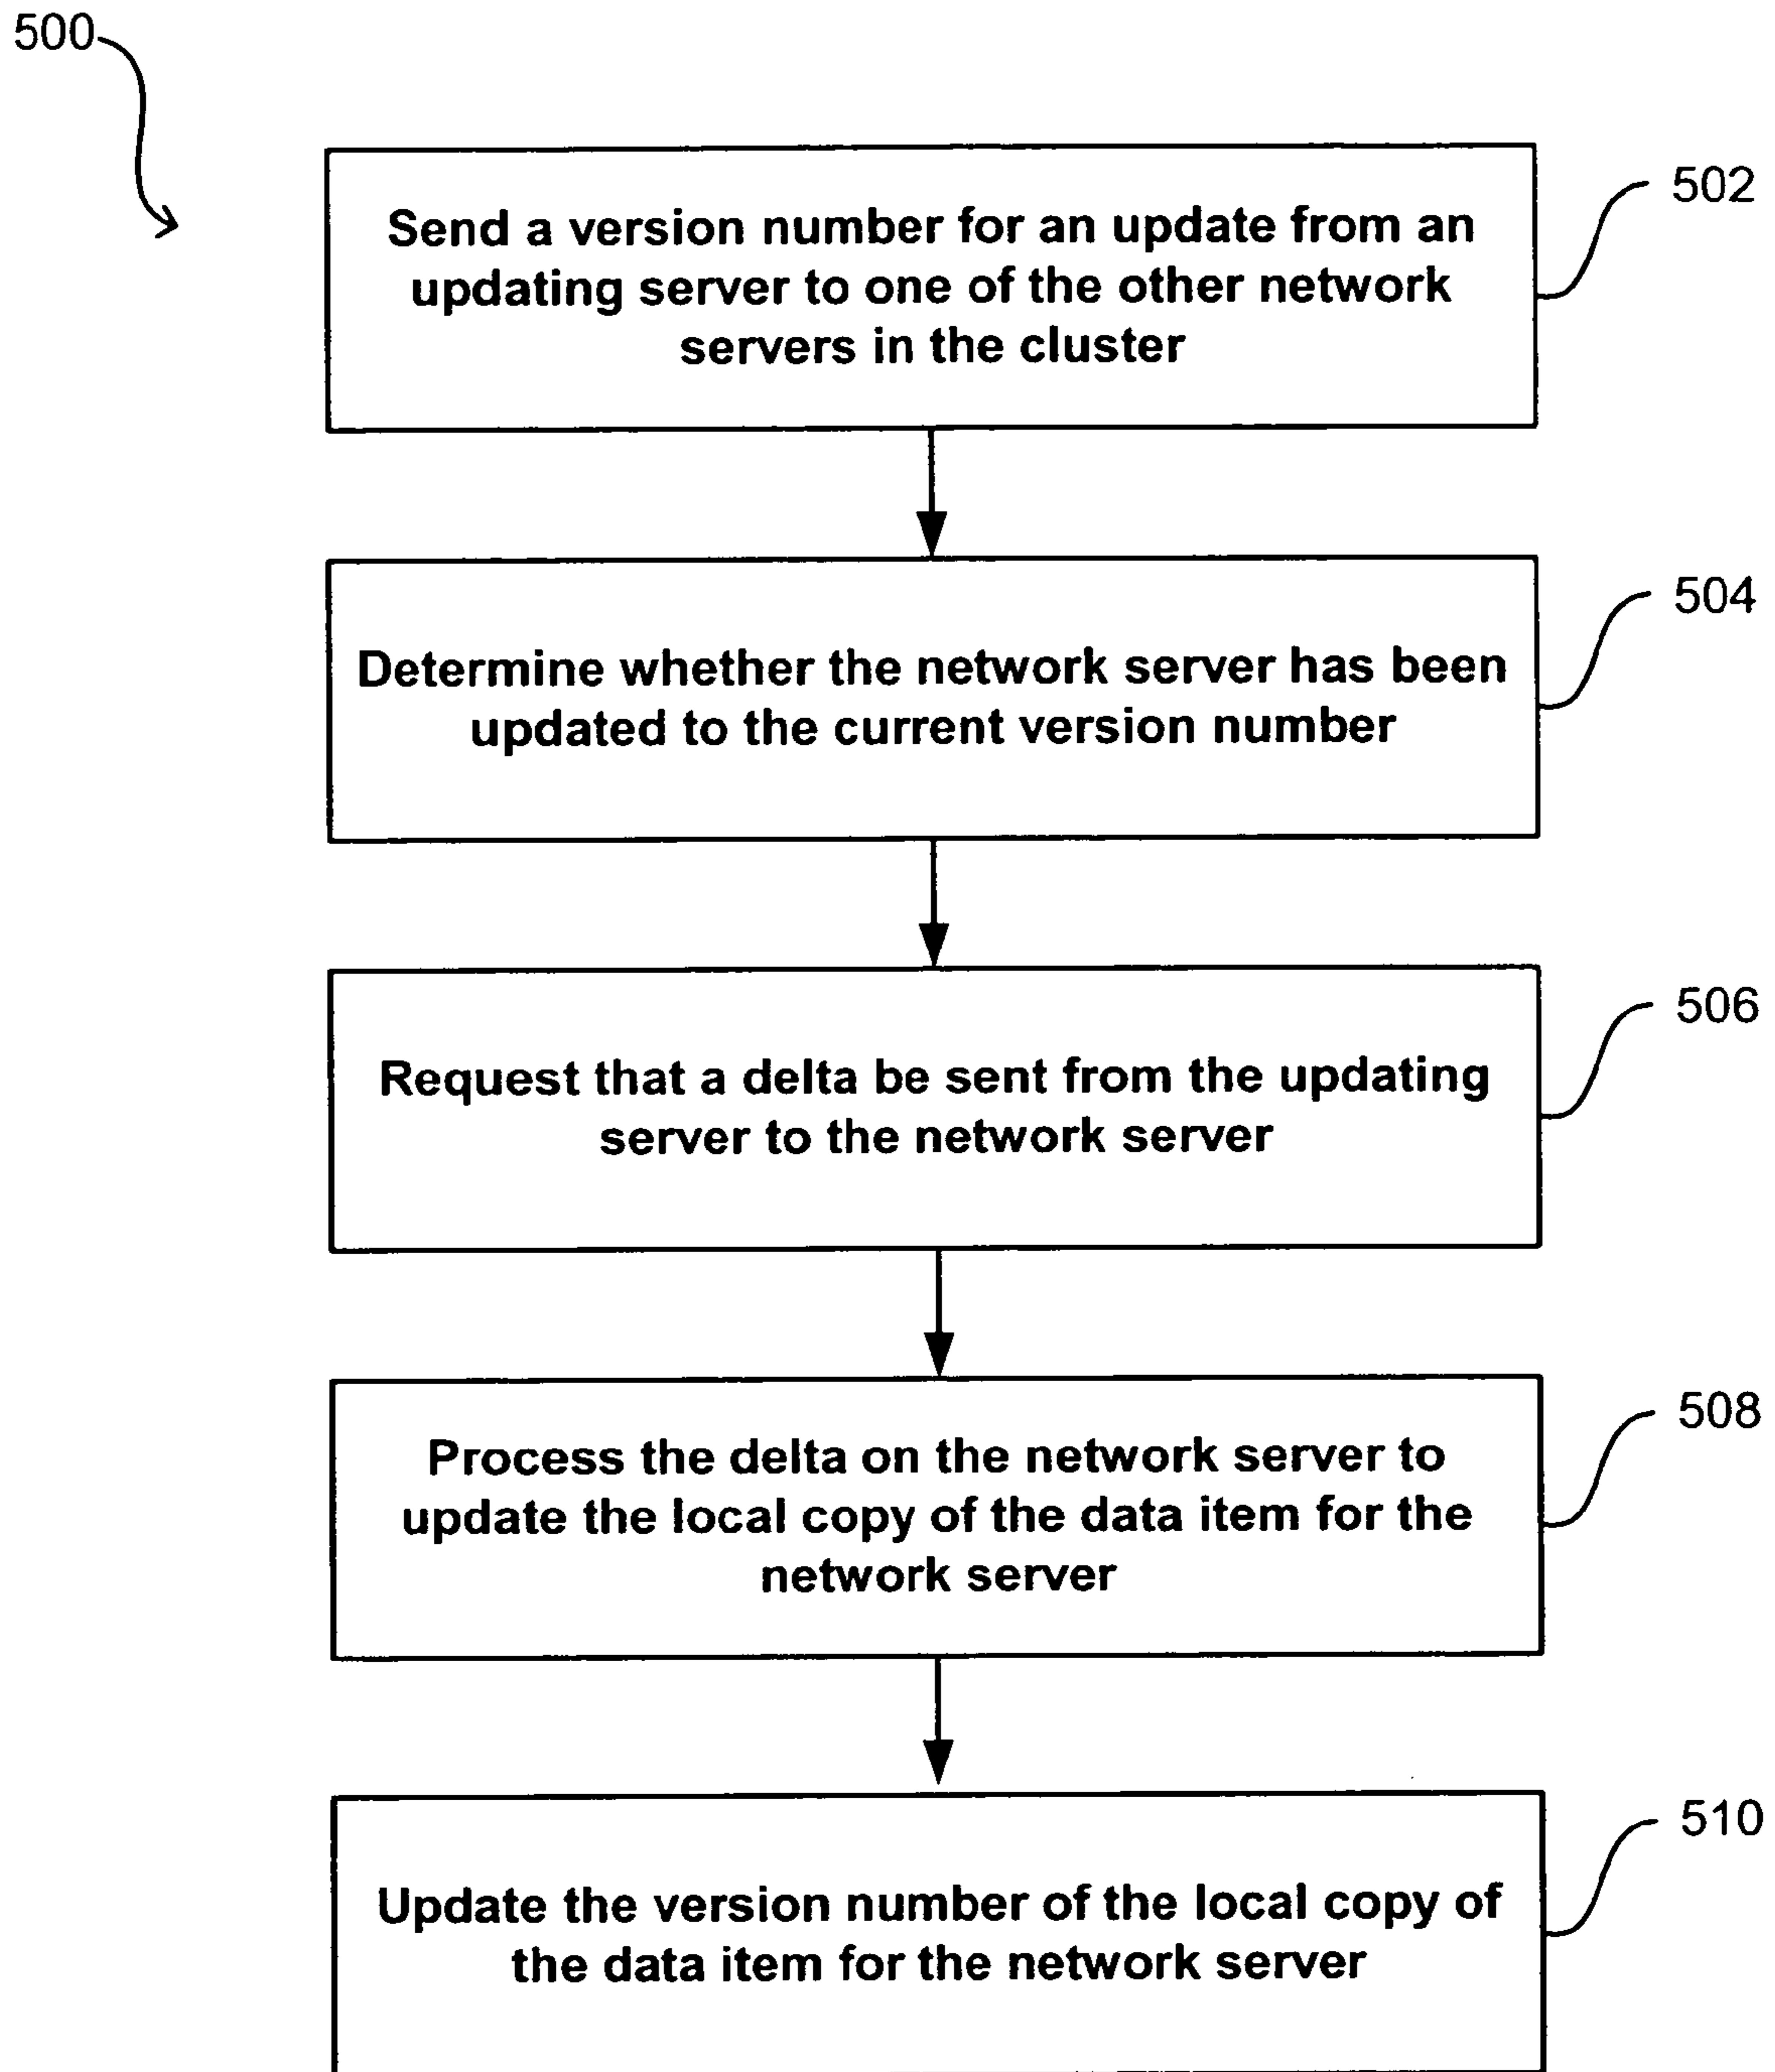 500
502
Send a version number for an update from an
updating server to one of the other network
servers in the cluster
504
Determine whether the network server has been
updated to the current version number
506
Request that a delta be sent from the updating
server to the network server
508
Process the delta on the network server to
update the local copy of the data item for the
network server
510
Update the version number of the local copy of
the data item for the network server